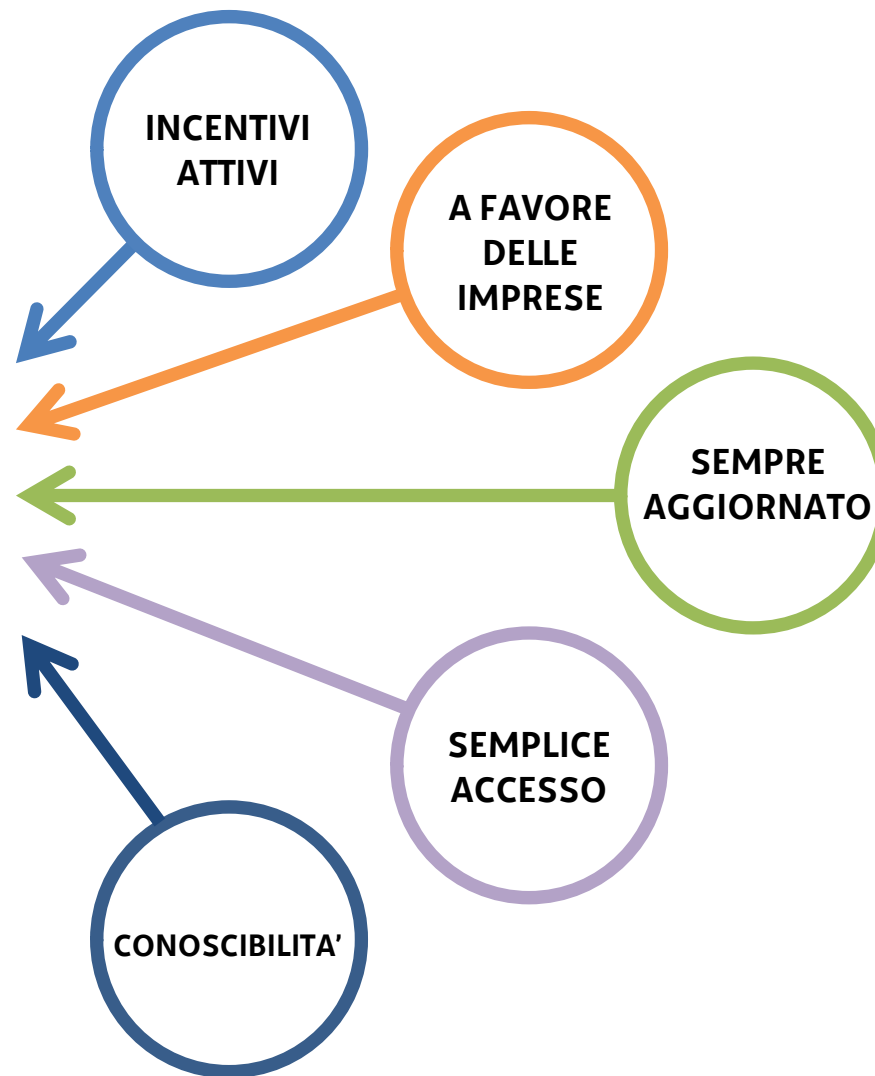 INCENTIVI
ATTIVI
A FAVORE
DELLE
IMPRESE
SEMPRE
AGGIORNATO
SEMPLICE
ACCESSO
CONOSCIBILITA’